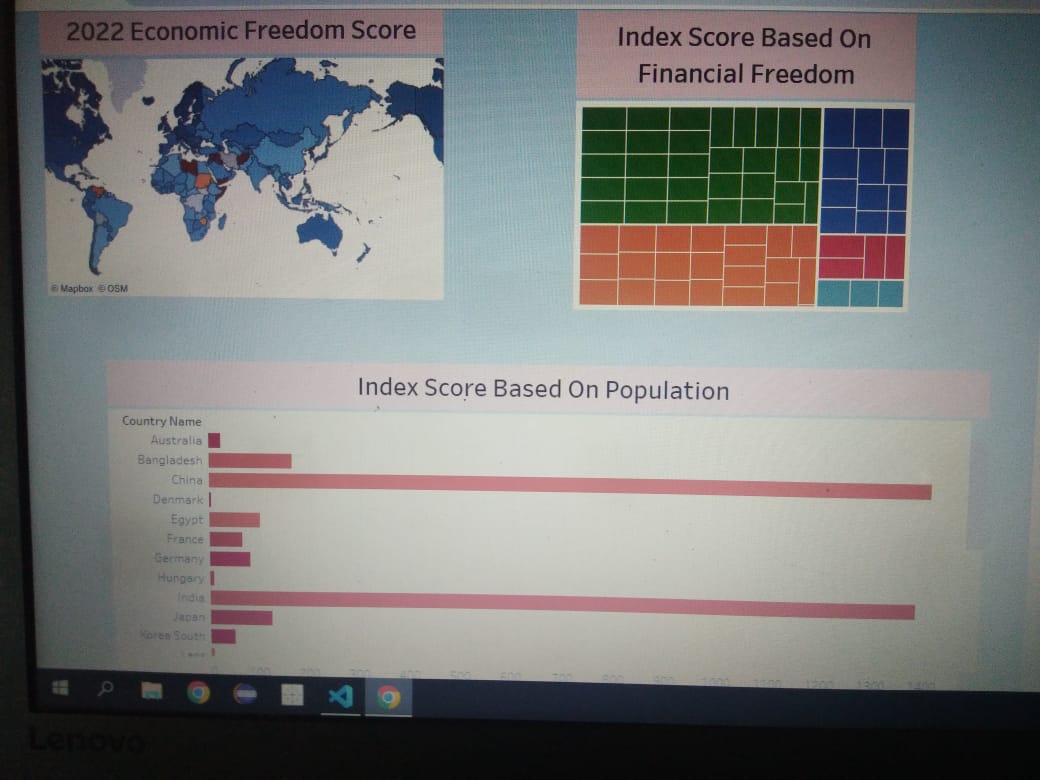 2022 Economic Freedom Score
© Mapbox © OSM
Index Score Based On
Financial Freedom
Index Score Based On Population
Country Name
Australia
Bangladesh
China
Denmark
Egypt
France
Germany
Hungary
India
Japan
Korea South
0 100 200 300 400 500 600 700 800 900 1000 1100 1200 1300 1400
Lenovo